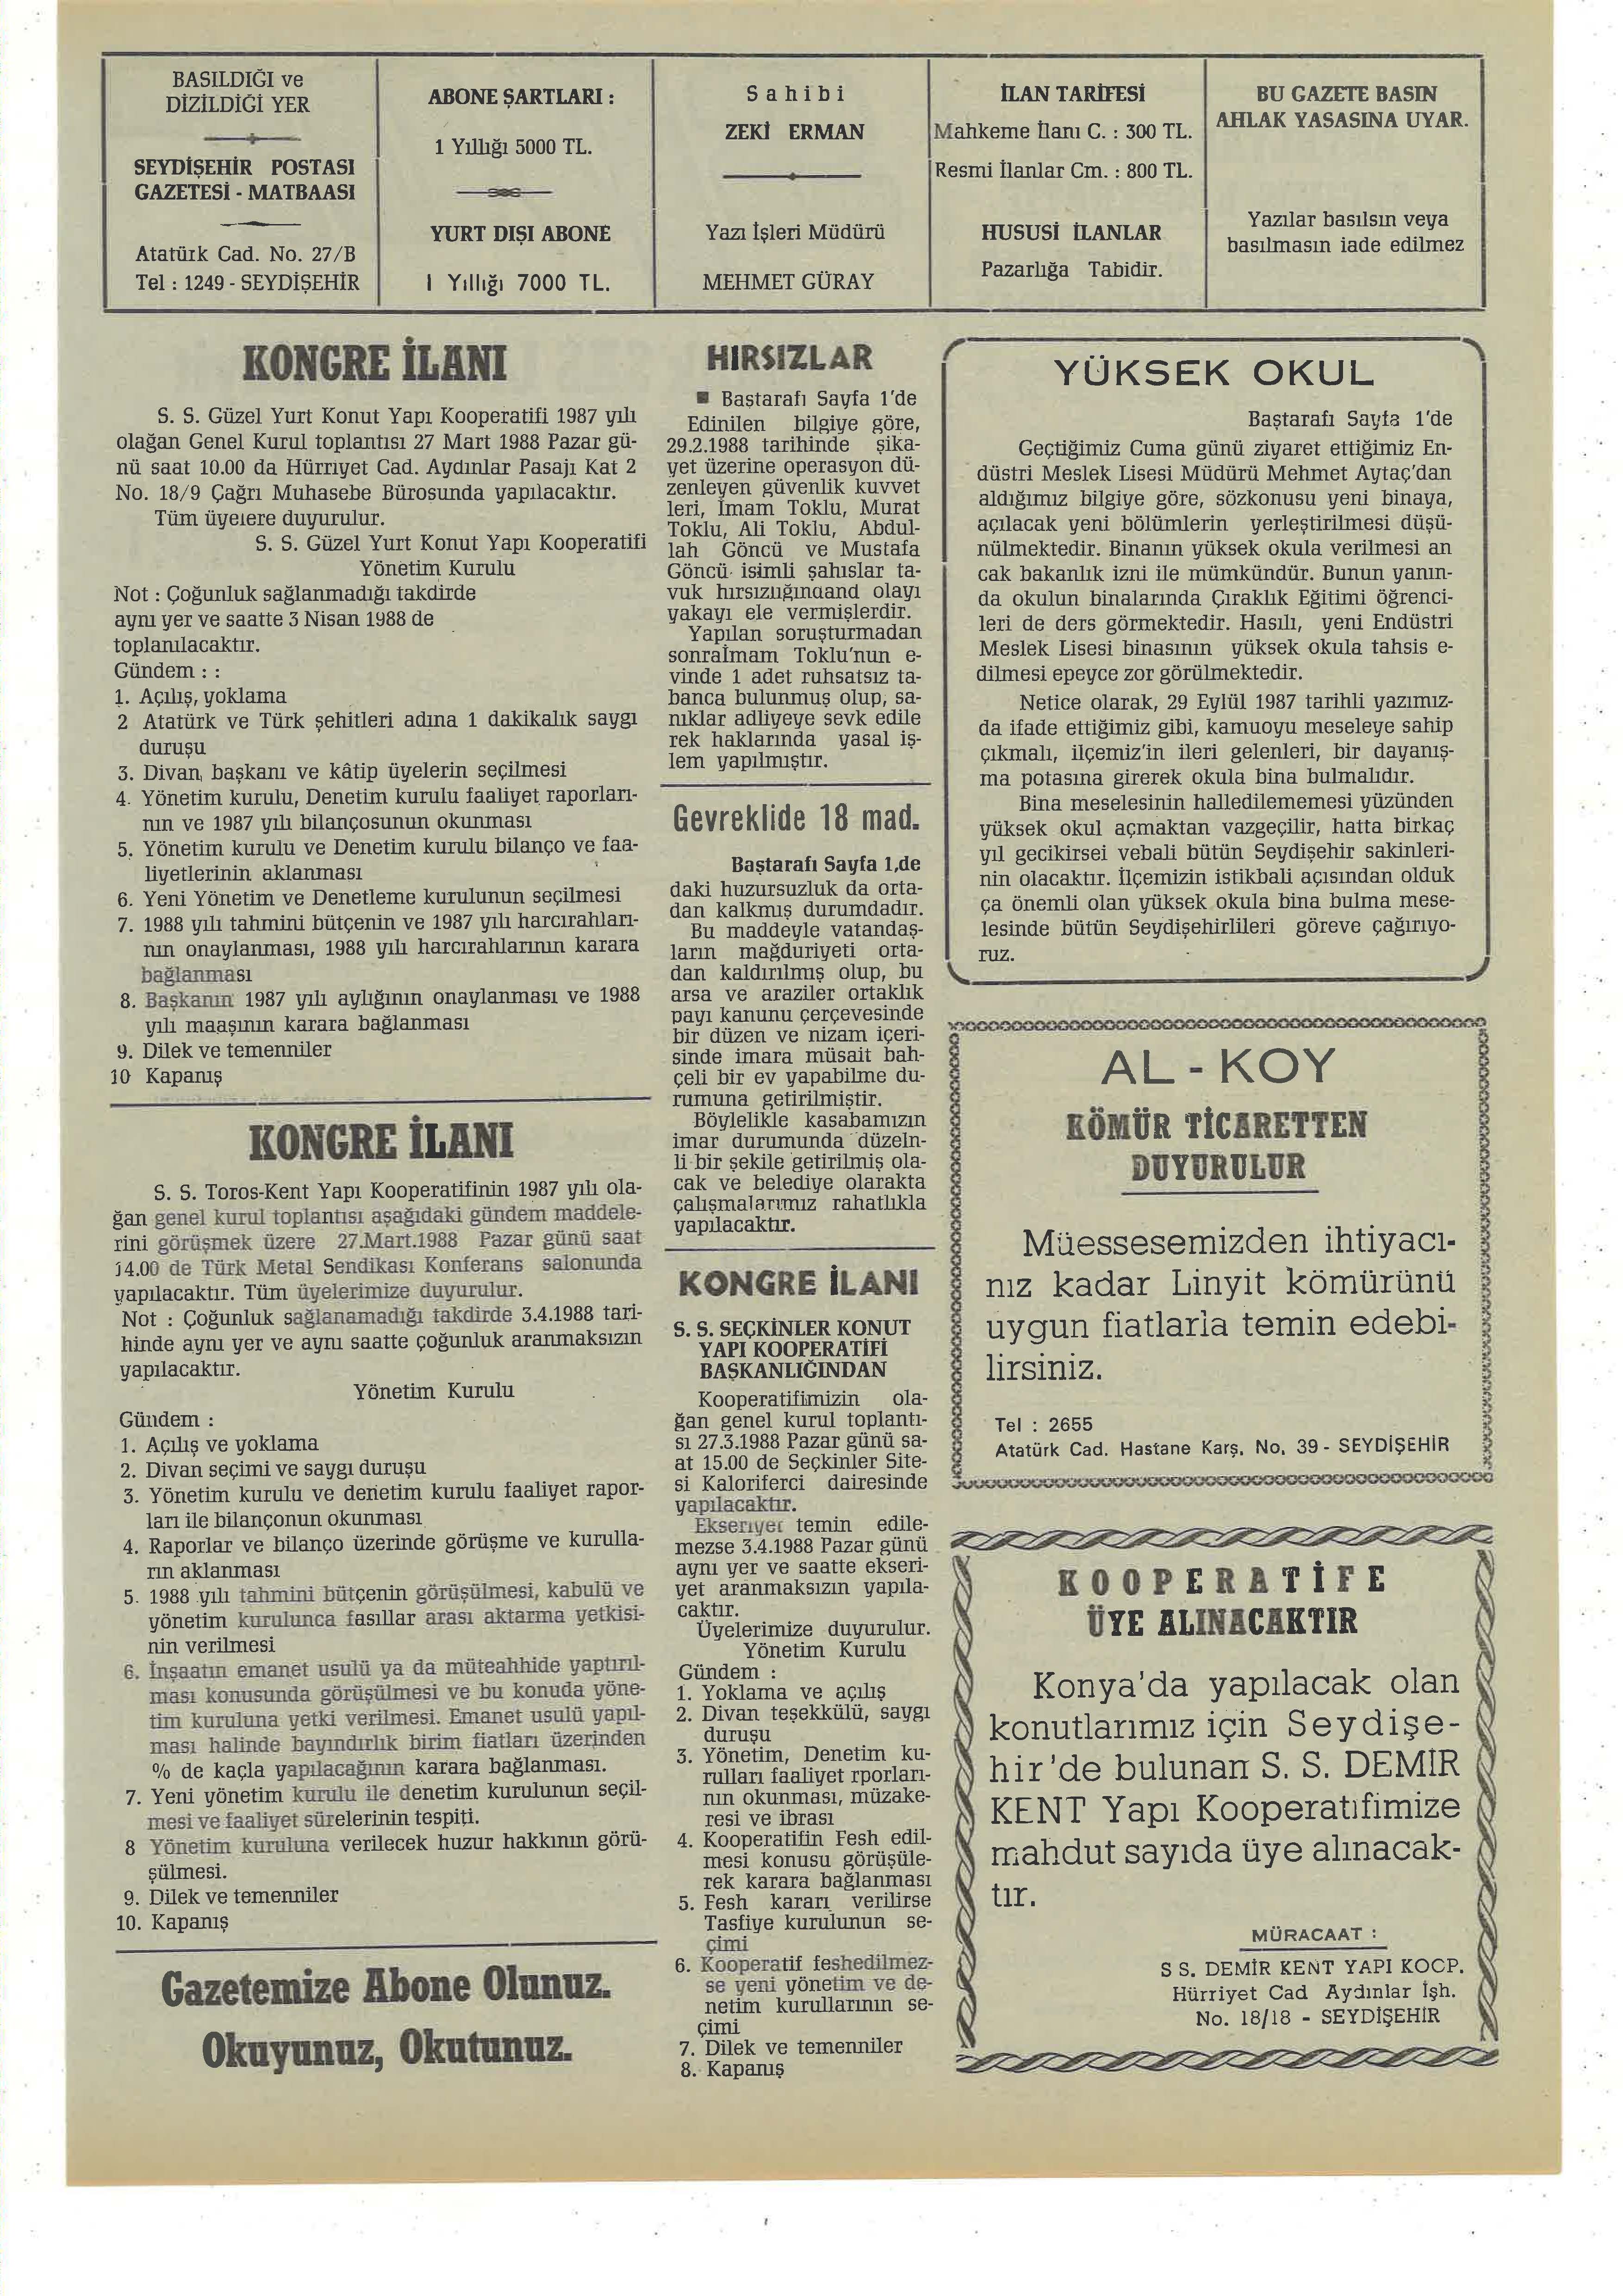 BASILDIĞI ve
DİZİLDİĞİ YER
SEYDİŞEHİR POSTASI
GAZETESİ - MATBAASI
Atatürk Cad. No. 27/B
Tel : 1249 - SEYDİŞEHİR
ABONE ŞARTLARI :
1 Yıllığı 5000 TL.
YURT DIŞI ABONE
1 Yıllığı 7000 TL.
Sahibi
ZEKİ ERMAN
Yazı İşleri Müdürü
MEHMET GÜRAY
İLAN TARİFESİ
Mahkeme İlanı C. : 300 TL.
Resmi İlanlar Cm. : 800 TL.
HUSUSİ İLANLAR
Pazarlığa Tabidir.
BU GAZETE BASIN
AHLAK YASASINA UYAR.
Yazılar basılsın veya
basılmasın iade edilmez
KONGRE İLANI
S. S. Güzel Yurt Konut Yapı Kooperatifi 1987 yılı
olağan Genel Kurul toplantısı 27 Mart 1988 Pazar gü-
nü saat 10.00 da Hürriyet Cad. Aydınlar Pasajı Kat 2
No. 18/9 Çağrı Muhasebe Bürosunda yapılacaktır.
Tüm üyelere duyurulur.
S. S. Güzel Yurt Konut Yapı Kooperatifi
Yönetim Kurulu
Not : Çoğunluk sağlanmadığı takdirde
aynı yer ve saatte 3 Nisan 1988 de
toplanılacaktır.
Gündem : :
1. Açılış, yoklama
2 Atatürk ve Türk şehitleri adına 1 dakikalık saygı
duruşu
3. Divan, başkanı ve kâtip üyelerin seçilmesi
4. Yönetim kurulu, Denetim kurulu faaliyet raporları-
nın ve 1987 yılı bilançosunun okunması
5. Yönetim kurulu ve Denetim kurulu bilanço ve faa-
liyetlerinin aklanması
6. Yeni Yönetim ve Denetleme kurulunun seçilmesi
7. 1988 yılı tahmini bütçenin ve 1987 yılı harcırahları-
nın onaylanması, 1988 yılı harcırahlarının karara
bağlanması
8. Başkanın 1987 yılı aylığının onaylanması ve 1988
yılı maaşının karara bağlanması
9. Dilek ve temenniler
10 Kapanış
KONGRE İLANI
S. S. Toros-Kent Yapı Kooperatifinin 1987 yılı ola-
ğan genel kurul toplantısı aşağıdaki gündem maddele-
rini görüşmek üzere 27.Mart.1988 Pazar günü saat
14.00 de Türk Metal Sendikası Konferans salonunda
yapılacaktır. Tüm üyelerimize duyurulur.
Not : Çoğunluk sağlanamadığı takdirde 3.4.1988 tari-
hinde aynı yer ve aynı saatte çoğunluk aranmaksızın
yapılacaktır.
Yönetim Kurulu
Gündem :
1. Açılış ve yoklama
2. Divan seçimi ve saygı duruşu
3. Yönetim kurulu ve denetim kurulu faaliyet rapor-
ları ile bilançonun okunması
4. Raporlar ve bilanço üzerinde görüşme ve kurulla-
rın aklanması
5. 1988 yılı tahmini bütçenin görüşülmesi, kabulü ve
yönetim kurulunca fasıllar arası aktarma yetkisi-
nin verilmesi
6. İnşaatın emanet usulü ya da müteahhide yaptırıl-
ması konusunda görüşülmesi ve bu konuda yöne-
tim kuruluna yetki verilmesi. Emanet usulü yapıl-
ması halinde bayındırlık birim fiatları üzerinden
% de kaçla yapılacağının karara bağlanması.
7. Yeni yönetim kurulu ile denetim kurulunun seçil-
mesi ve faaliyet sürelerinin tespiti.
8 Yönetim kuruluna verilecek huzur hakkının görü-
şülmesi.
9. Dilek ve temenniler
10. Kapanış
Gazetemize Abone Olunuz.
Okuyunuz, Okutunuz.
HIRSIZLAR
Baştarafı Sayfa 1'de
Edinilen bilgiye göre,
29.2.1988 tarihinde şika-
yet üzerine operasyon dü-
zenleyen güvenlik kuvvet
leri, İmam Toklu, Murat
Toklu, Ali Toklu, Abdul-
lah Göncü ve Mustafa
Göncü isimli şahıslar ta-
vuk hırsızlığındand olayı
yakayı ele vermişlerdir.
Yapılan soruşturmadan
sonraİmam Toklu'nun e-
vinde 1 adet ruhsatsız ta-
banca bulunmuş olup, sa-
nıklar adliyeye sevk edile
rek haklarında yasal iş-
lem yapılmıştır.
Gevreklide 18 mad.
Baştarafı Sayfa 1,de
daki huzursuzluk da orta-
dan kalkmış durumdadır.
Bu maddeyle vatandaş-
ların mağduriyeti orta-
dan kaldırılmış olup, bu
arsa ve araziler ortaklık
payı kanunu çerçevesinde
bir düzen ve nizam içeri-
sinde imara müsait bah-
çeli bir ev yapabilme du-
rumuna getirilmiştir.
Böylelikle kasabamızın
imar durumunda düzeln-
li bir şekile getirilmiş ola-
cak ve belediye olarakta
çalışmalarımız rahatlıkla
yapılacaktır.
KONGRE İLANI
S. S. SEÇKİNLER KONUT
YAPI KOOPERATİFİ
BAŞKANLIĞINDAN
Kooperatifimizin ola-
ğan genel kurul toplantı-
sı 27.3.1988 Pazar günü sa-
at 15.00 de Seçkinler Site-
si Kaloriferci dairesinde
yapılacaktır.
Ekseriyet temin edile-
mezse 3.4.1988 Pazar günü
aynı yer ve saatte ekseri-
yet aranmaksızın yapıla-
caktır.
Üyelerimize duyurulur.
Yönetim Kurulu
Gündem :
1. Yoklama ve açılış
2. Divan teşekkülü, saygı
duruşu
3. Yönetim, Denetim ku-
rulları faaliyet rporları-
nın okunması, müzake-
resi ve ibrası
4. Kooperatifin Fesh edil-
mesi konusu görüşüle-
rek karara bağlanması
5. Fesh kararı verilirse
Tasfiye kurulunun se-
çimi
6. Kooperatif feshedilmez-
se yeni yönetim ve de-
netim kurullarının se-
çimi
7. Dilek ve temenniler
8. Kapanış
YÜKSEK OKUL
Baştarafı Sayfa 1'de
Geçtiğimiz Cuma günü ziyaret ettiğimiz En-
düstri Meslek Lisesi Müdürü Mehmet Aytaç'dan
aldığımız bilgiye göre, sözkonusu yeni binaya,
açılacak yeni bölümlerin yerleştirilmesi düşü-
nülmektedir. Binanın yüksek okula verilmesi an
cak bakanlık izni ile mümkündür. Bunun yanın-
da okulun binalarında Çıraklık Eğitimi öğrenci-
leri de ders görmektedir. Hasılı, yeni Endüstri
Meslek Lisesi binasının yüksek okula tahsis e-
dilmesi epeyce zor görülmektedir.
Netice olarak, 29 Eylül 1987 tarihli yazımız-
da ifade ettiğimiz gibi, kamuoyu meseleye sahip
çıkmalı, ilçemiz'in ileri gelenleri, bir dayanış-
ma potasına girerek okula bina bulmalıdır.
Bina meselesinin halledilememesi yüzünden
yüksek okul açmaktan vazgeçilir, hatta birkaç
yıl gecikirsei vebali bütün Seydişehir sakinleri-
nin olacaktır. İlçemizin istikbali açısından olduk
ça önemli olan yüksek okula bina bulma mese-
lesinde bütün Seydişehirlileri göreve çağırıyo-
ruz.
AL - KOY
KÖMÜR TİCARETTEN
DUYURULUR
Müessesemizden ihtiyacı-
nız kadar Linyit kömürünü
uygun fiatlarla temin edebi-
lirsiniz.
Tel : 2655
Atatürk Cad. Hastane Karş. No. 39 - SEYDİŞEHİR
KOOPERATİFE
ÜYE ALINACAKTIR
Konya'da yapılacak olan
konutlarımız için Seydişe-
hir'de bulunan S. S. DEMİR
KENT Yapı Kooperatifimize
mahdut sayıda üye alınacak-
tır.
MÜRACAAT :
S S. DEMİR KENT YAPI KOOP.
Hürriyet Cad Aydınlar İşh.
No. 18/18 - SEYDİŞEHİR